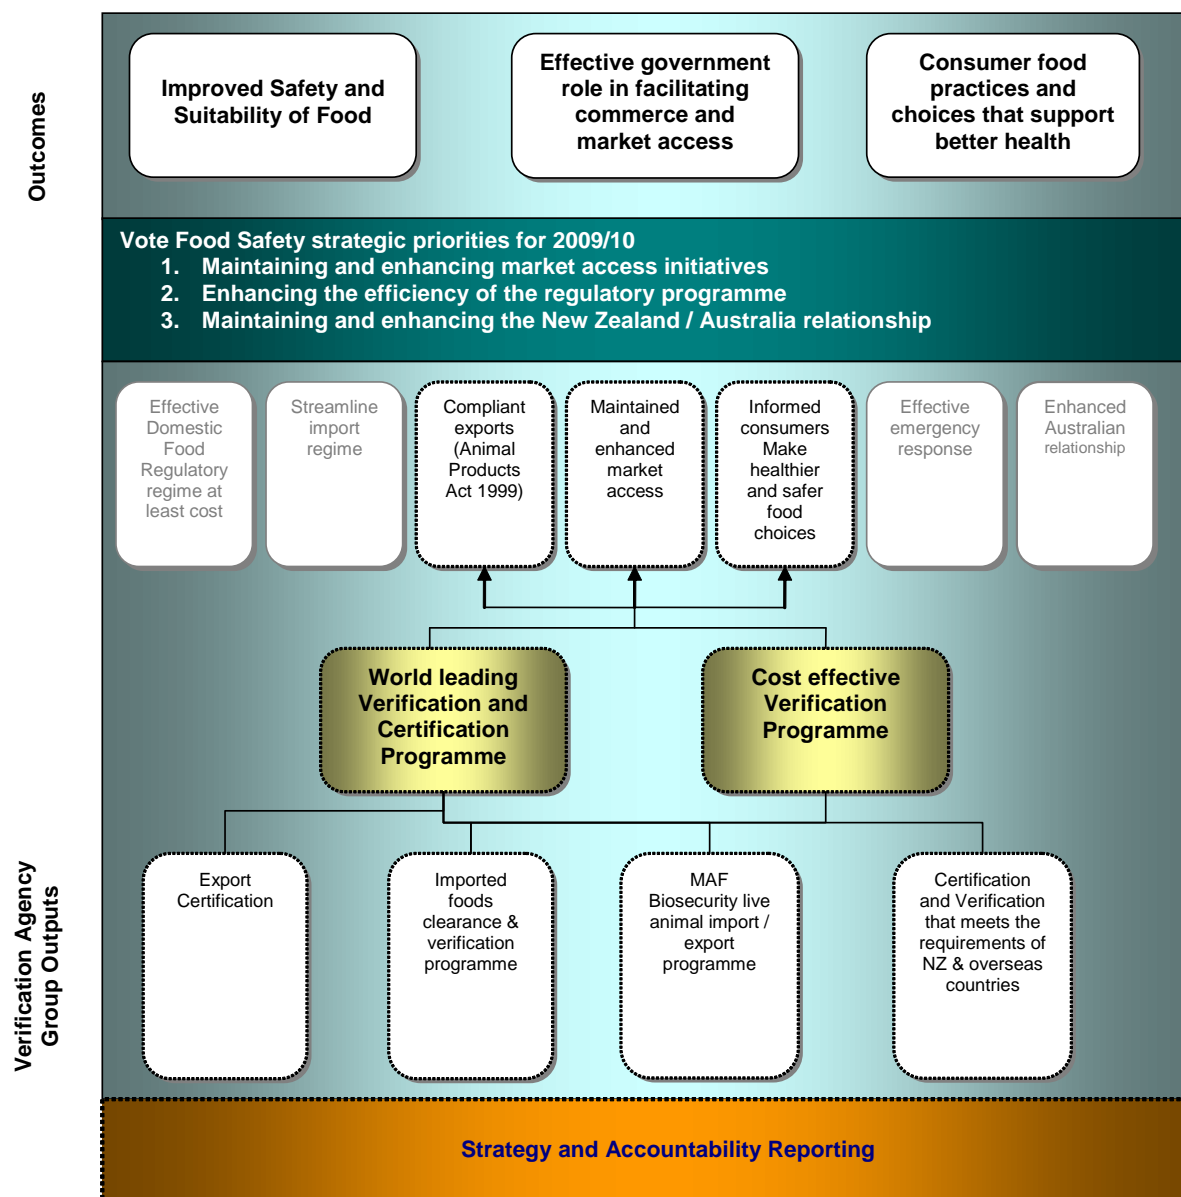 Outcomes
Improved Safety and
Suitability of Food
Effective government
role in facilitating
commerce and
market access
Consumer food
practices and
choices that support
better health
Vote Food Safety strategic priorities for 2009/10
1. Maintaining and enhancing market access initiatives
2. Enhancing the efficiency of the regulatory programme
3. Maintaining and enhancing the New Zealand / Australia relationship
Effective
Domestic
Food
Regulatory
regime at
least cost
Streamline
import
regime
Compliant
exports
(Animal
Products
Act 1999)
Maintained
and
enhanced
market
access
Informed
consumers
Make
healthier
and safer
food
choices
Effective
emergency
response
Enhanced
Australian
relationship
World leading
Verification and
Certification
Programme
Cost effective
Verification
Programme
Verification Agency
Group Outputs
Export
Certification
Imported
foods
clearance &
verification
programme
MAF
Biosecurity live
animal import /
export
programme
Certification
and Verification
that meets the
requirements of
NZ & overseas
countries
Strategy and Accountability Reporting